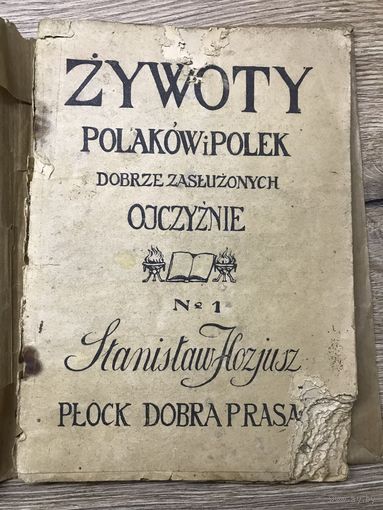 ŻYWOTY
POLAKÓW i POLEK
DOBRZE ZASŁUŻONYCH
OJCZYŹNIE
№ 1
Stanisław Hozjusz
PŁOCK DOBRA PRASA